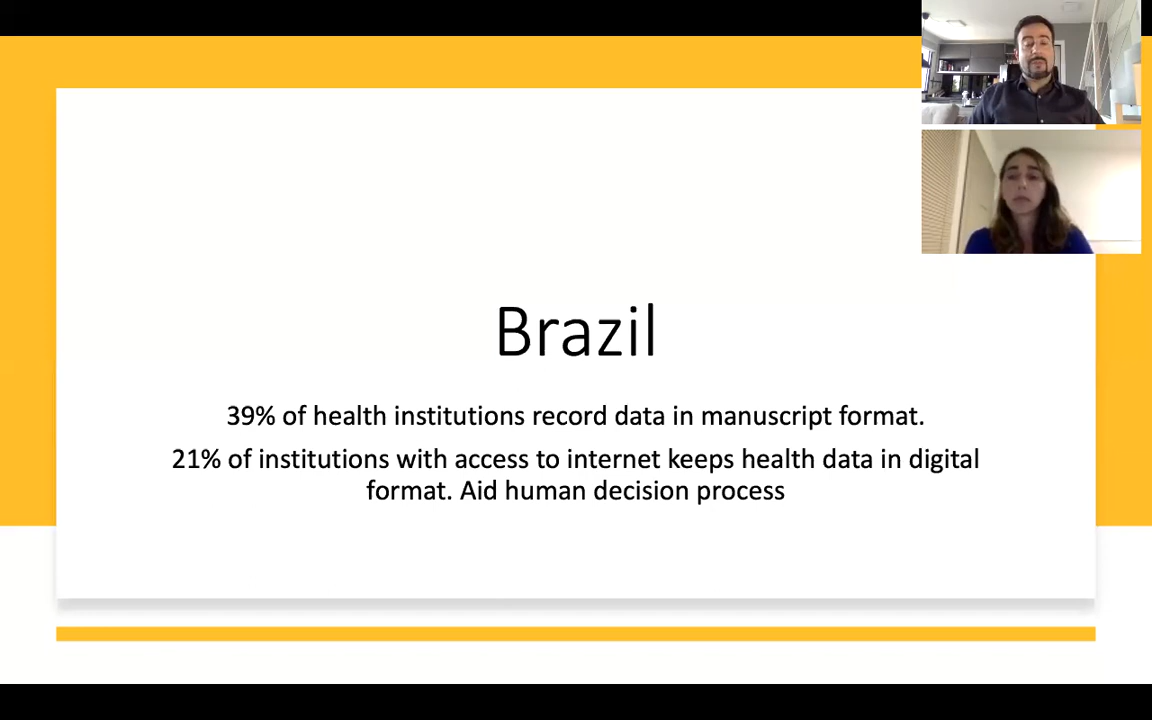 Brazil
39% of health institutions record data in manuscript format.
21% of institutions with access to internet keeps health data in digital
format. Aid human decision process